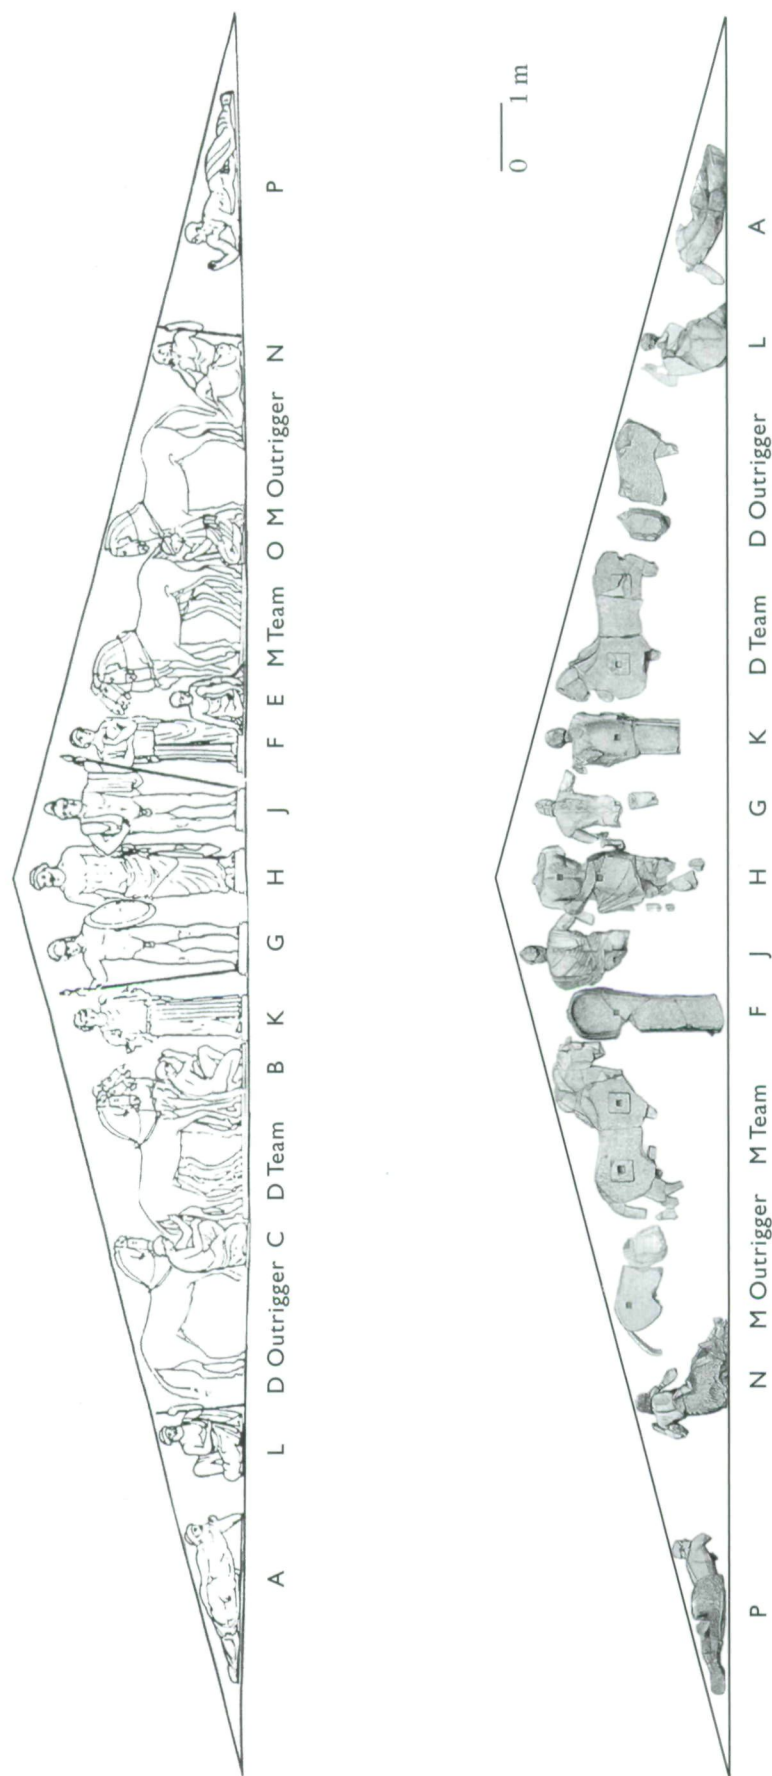 A L D Outrigger C D Team B K G H J F E M Team O M Outrigger N P
0 1 m
P N M Outrigger M Team F J H G K D Team D Outrigger L A